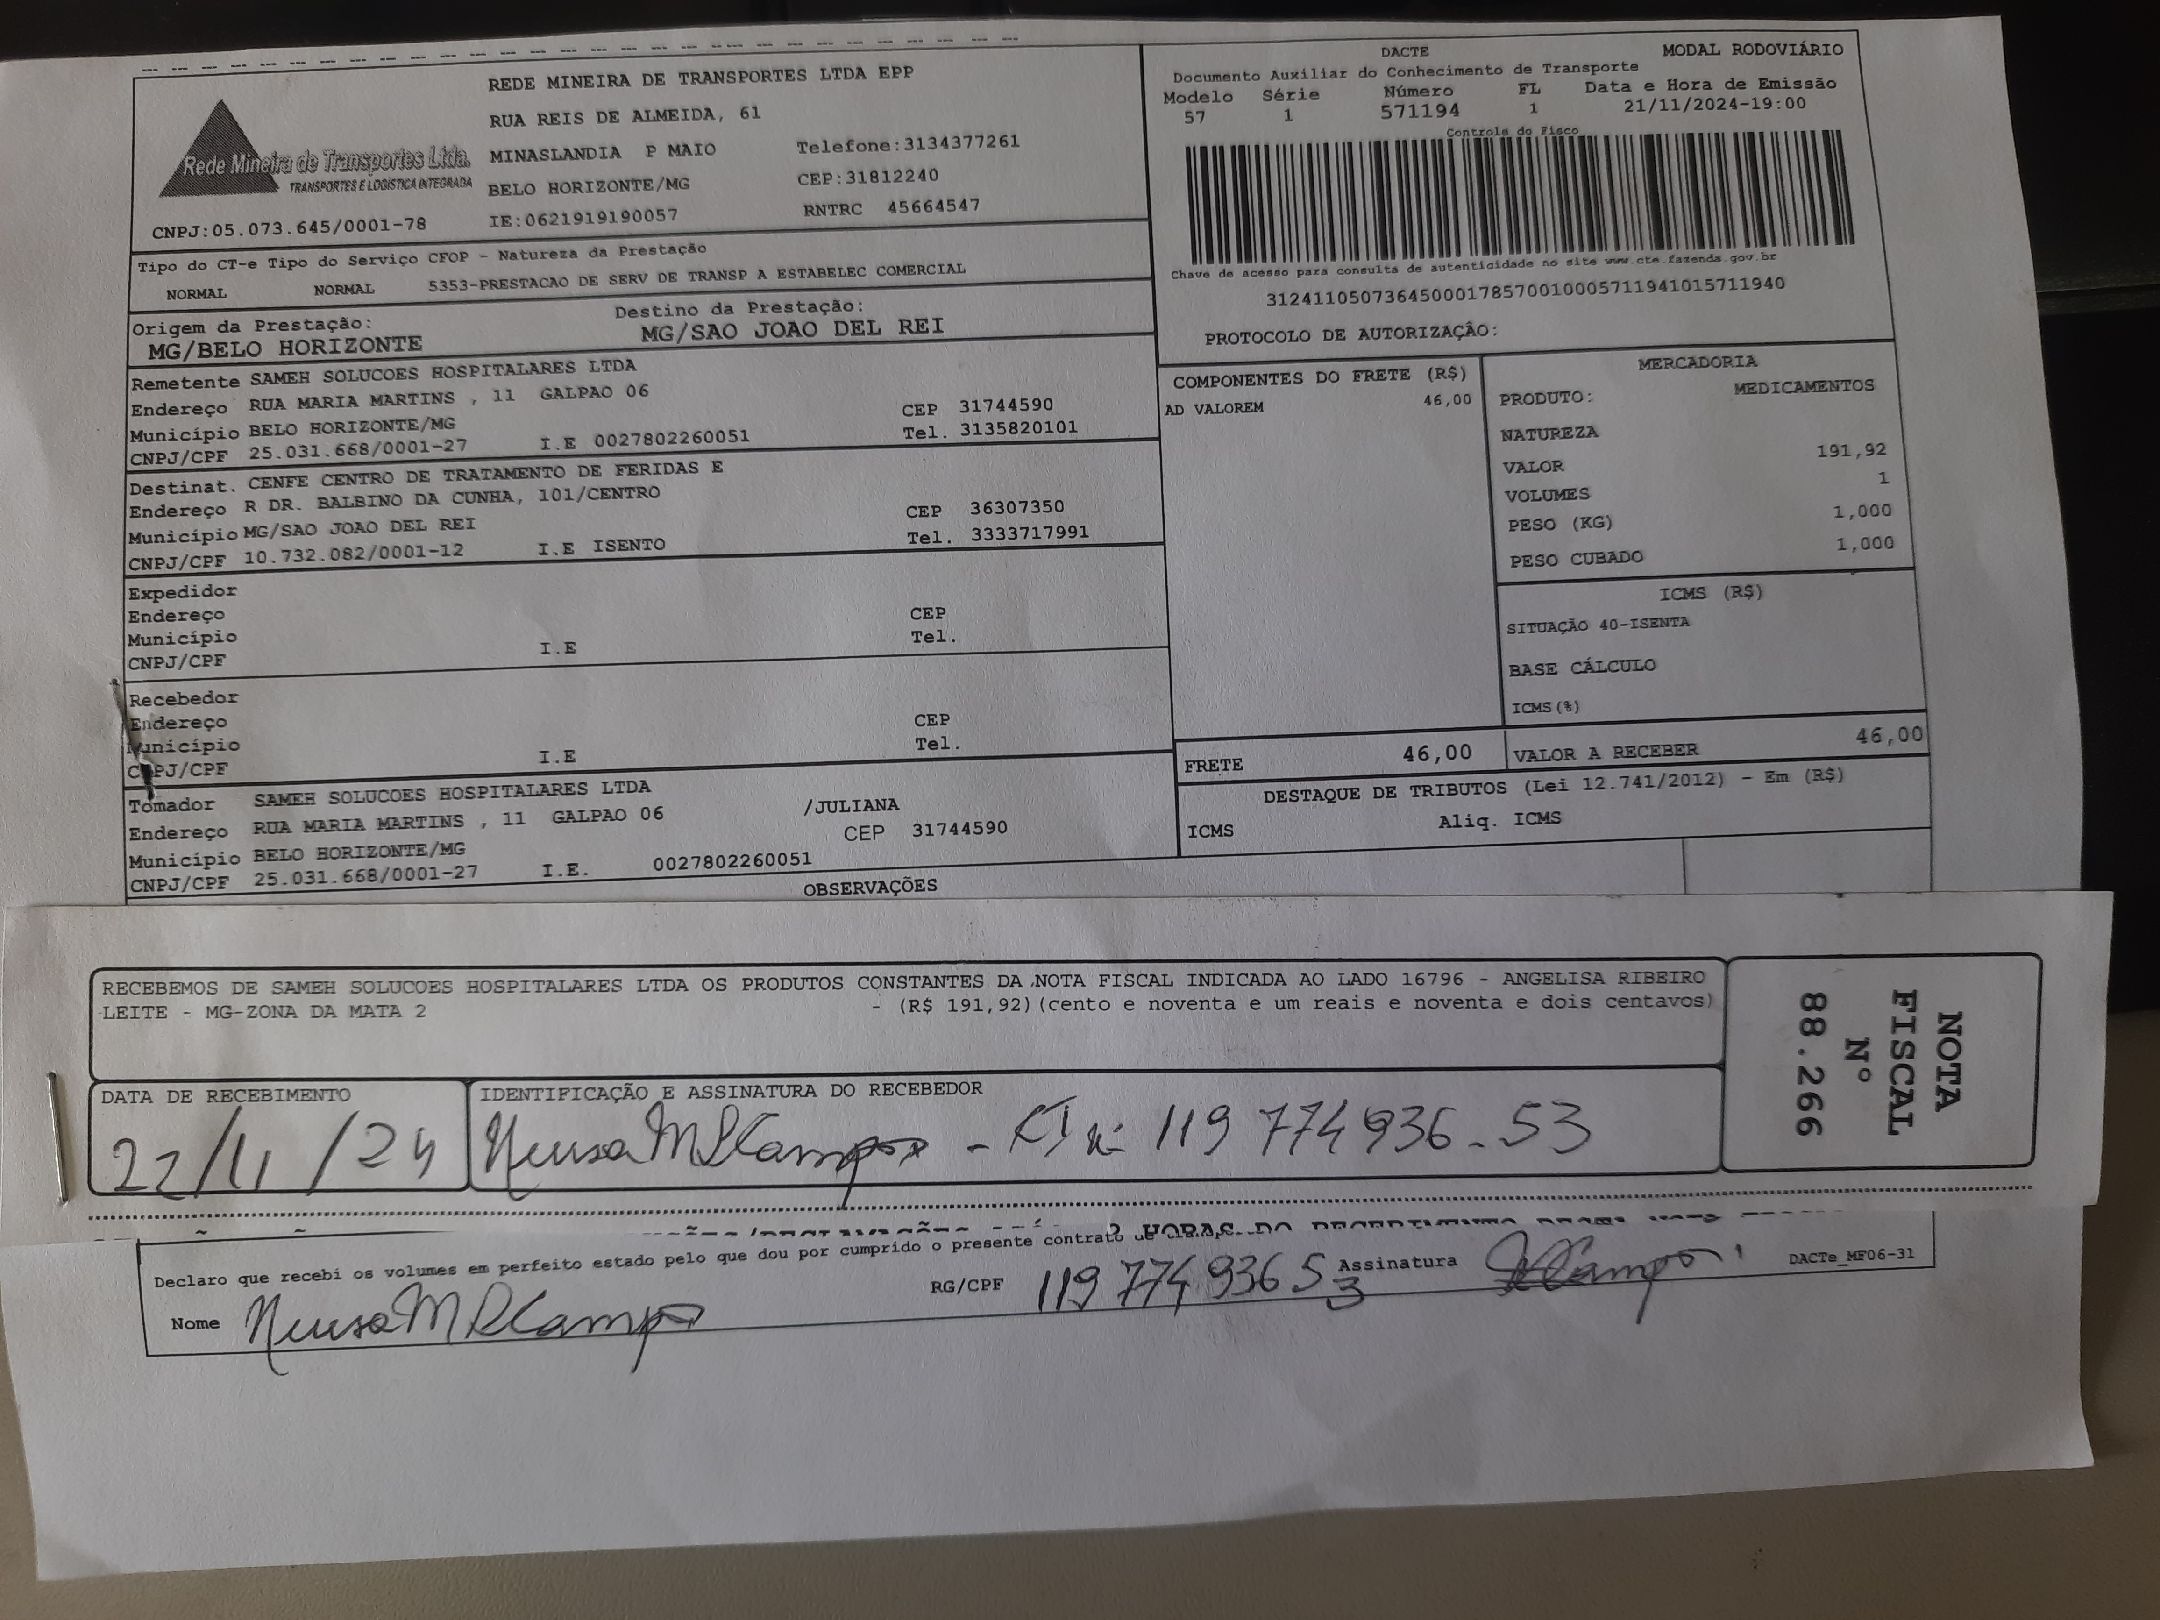 REDE MINEIRA DE TRANSPORTES LTDA EPP
RUA REIS DE ALMEIDA, 61
MINASLANDIA P MAIO Telefone:3134377261
BELO HORIZONTE/MG CEP:31812240
IE:0621919190057 RNTRC 45664547
Rede Mineira de Transportes Ltda.
TRANSPORTES E LOGÍSTICA INTEGRADA
CNPJ:05.073.645/0001-78
DACTE MODAL RODOVIÁRIO
Documento Auxiliar do Conhecimento de Transporte
Modelo Série Número FL Data e Hora de Emissão
57 1 571194 1 21/11/2024-19:00
Controle do Fisco
Chave de acesso para consulta de autenticidade no site www.cte.fazenda.gov.br
31241105073645000178570010005711941015711940
PROTOCOLO DE AUTORIZAÇÂO:
Tipo do CT-e Tipo do Serviço CFOP - Natureza da Prestação
NORMAL NORMAL 5353-PRESTACAO DE SERV DE TRANSP A ESTABELEC COMERCIAL
Origem da Prestação: Destino da Prestação:
MG/BELO HORIZONTE MG/SAO JOAO DEL REI
Remetente SAMEH SOLUCOES HOSPITALARES LTDA
Endereço RUA MARIA MARTINS , 11 GALPAO 06 CEP 31744590
Município BELO HORIZONTE/MG Tel. 3135820101
CNPJ/CPF 25.031.668/0001-27 I.E 0027802260051
Destinat. CENFE CENTRO DE TRATAMENTO DE FERIDAS E
Endereço R DR. BALBINO DA CUNHA, 101/CENTRO CEP 36307350
Município MG/SAO JOAO DEL REI Tel. 3333717991
CNPJ/CPF 10.732.082/0001-12 I.E ISENTO
Expedidor
Endereço CEP
Município Tel.
CNPJ/CPF I.E
Recebedor
Endereço CEP
Município Tel.
CNPJ/CPF I.E
Tomador SAMEH SOLUCOES HOSPITALARES LTDA /JULIANA
Endereço RUA MARIA MARTINS , 11 GALPAO 06 CEP 31744590
Município BELO HORIZONTE/MG
CNPJ/CPF 25.031.668/0001-27 I.E. 0027802260051
COMPONENTES DO FRETE (R$)
AD VALOREM 46,00
MERCADORIA
PRODUTO: MEDICAMENTOS
NATUREZA
VALOR 191,92
VOLUMES 1
PESO (KG) 1,000
PESO CUBADO 1,000
ICMS (R$)
SITUAÇÃO 40-ISENTA
BASE CÁLCULO
ICMS(%)
FRETE 46,00 VALOR A RECEBER 46,00
DESTAQUE DE TRIBUTOS (Lei 12.741/2012) - Em (R$)
ICMS Aliq. ICMS
OBSERVAÇÕES
RECEBEMOS DE SAMEH SOLUCOES HOSPITALARES LTDA OS PRODUTOS CONSTANTES DA NOTA FISCAL INDICADA AO LADO 16796 - ANGELISA RIBEIRO
LEITE - MG-ZONA DA MATA 2 - (R$ 191,92)(cento e noventa e um reais e noventa e dois centavos)
NOTA
FISCAL
Nº
88.266
DATA DE RECEBIMENTO IDENTIFICAÇÃO E ASSINATURA DO RECEBEDOR
22/11/24 Neusa M R Campos - 119 774 936-53
2 HORAS DO RECEBIMENTO
Declaro que recebi os volumes em perfeito estado pelo que dou por cumprido o presente contrato
Nome Neusa M R Campos RG/CPF 119 774 936 53 Assinatura Campos DACTe_MF06-31